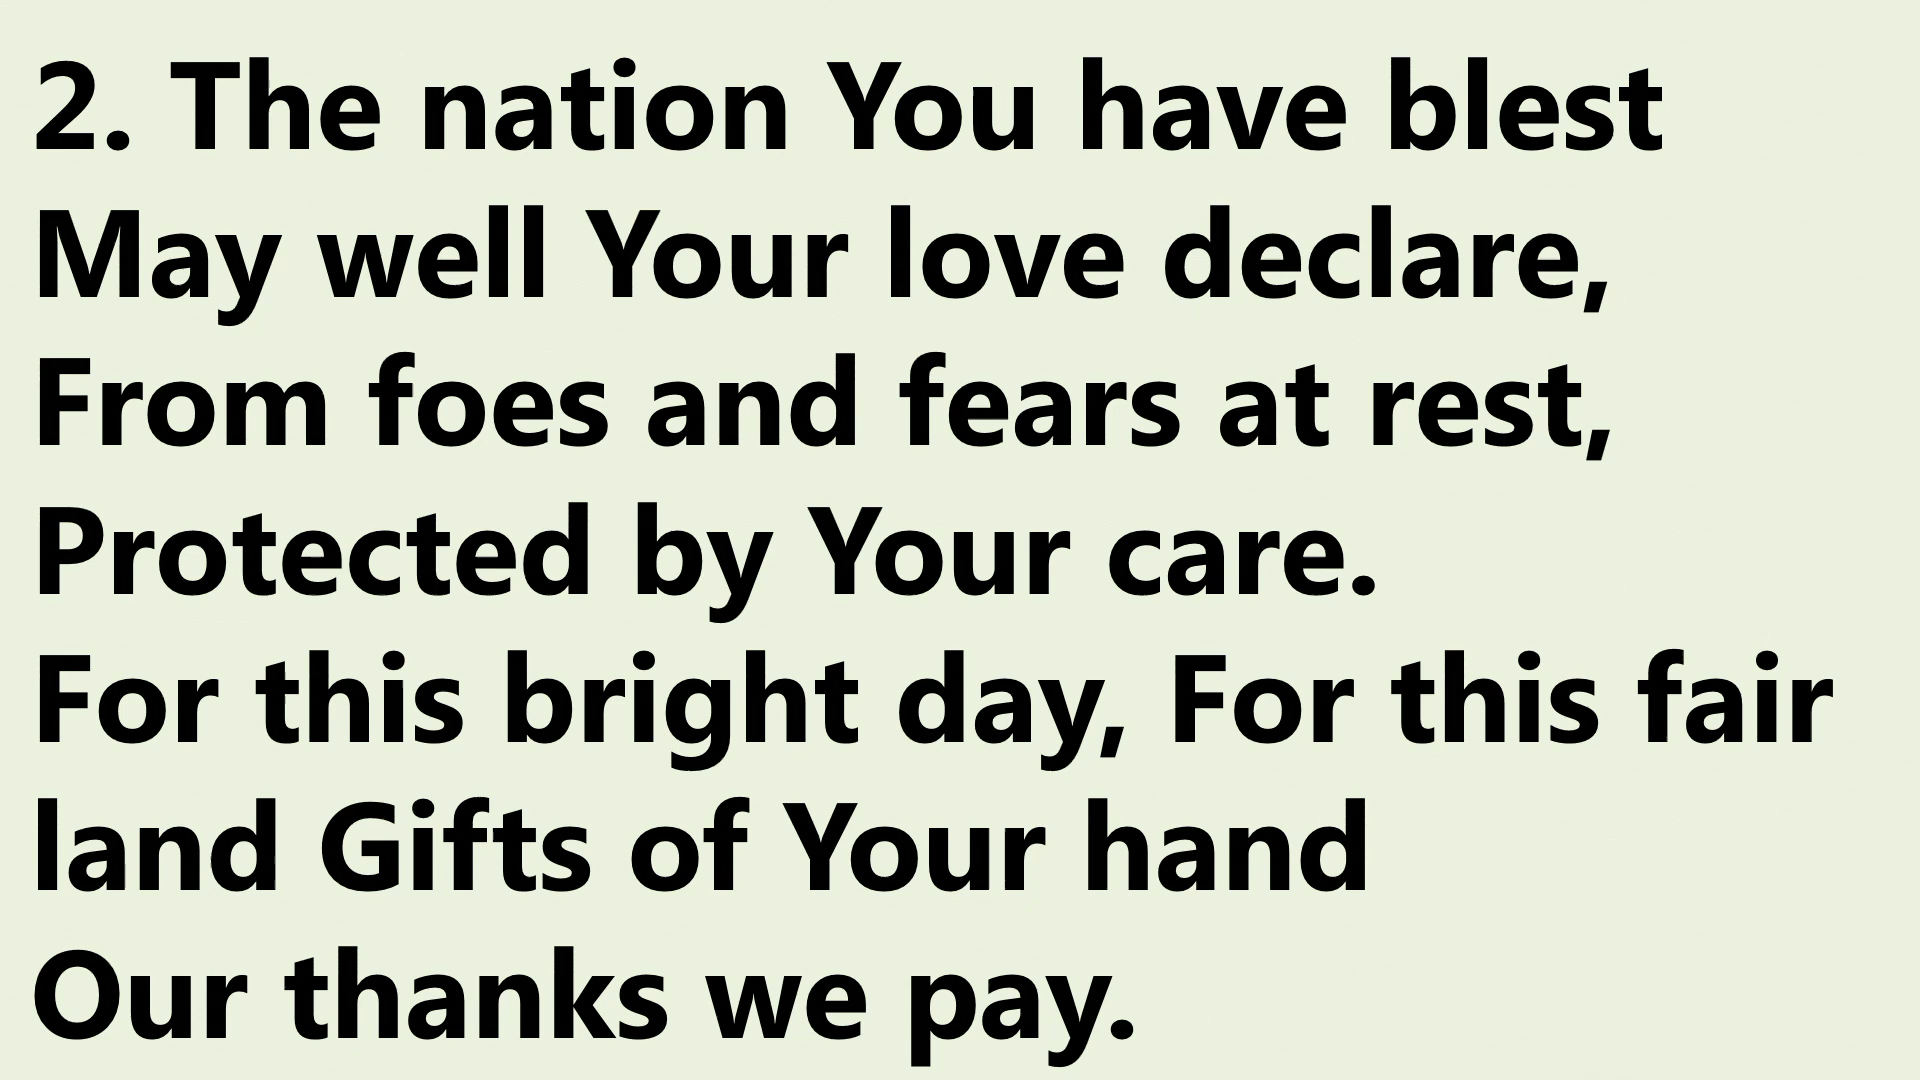 2. The nation You have blest
May well Your love declare,
From foes and fears at rest,
Protected by Your care.
For this bright day, For this fair
land Gifts of Your hand
Our thanks we pay.